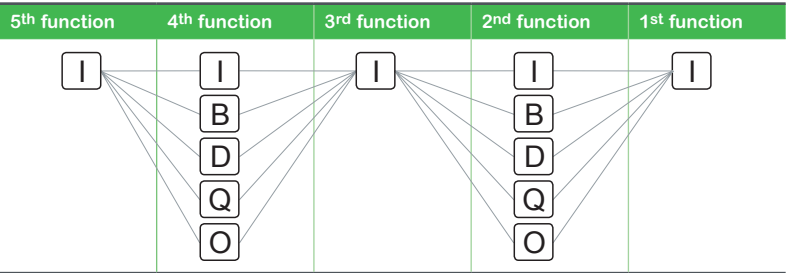 5th function 4th function 3rd function 2nd function 1st function
I I I I I
B B
D D
Q Q
O O